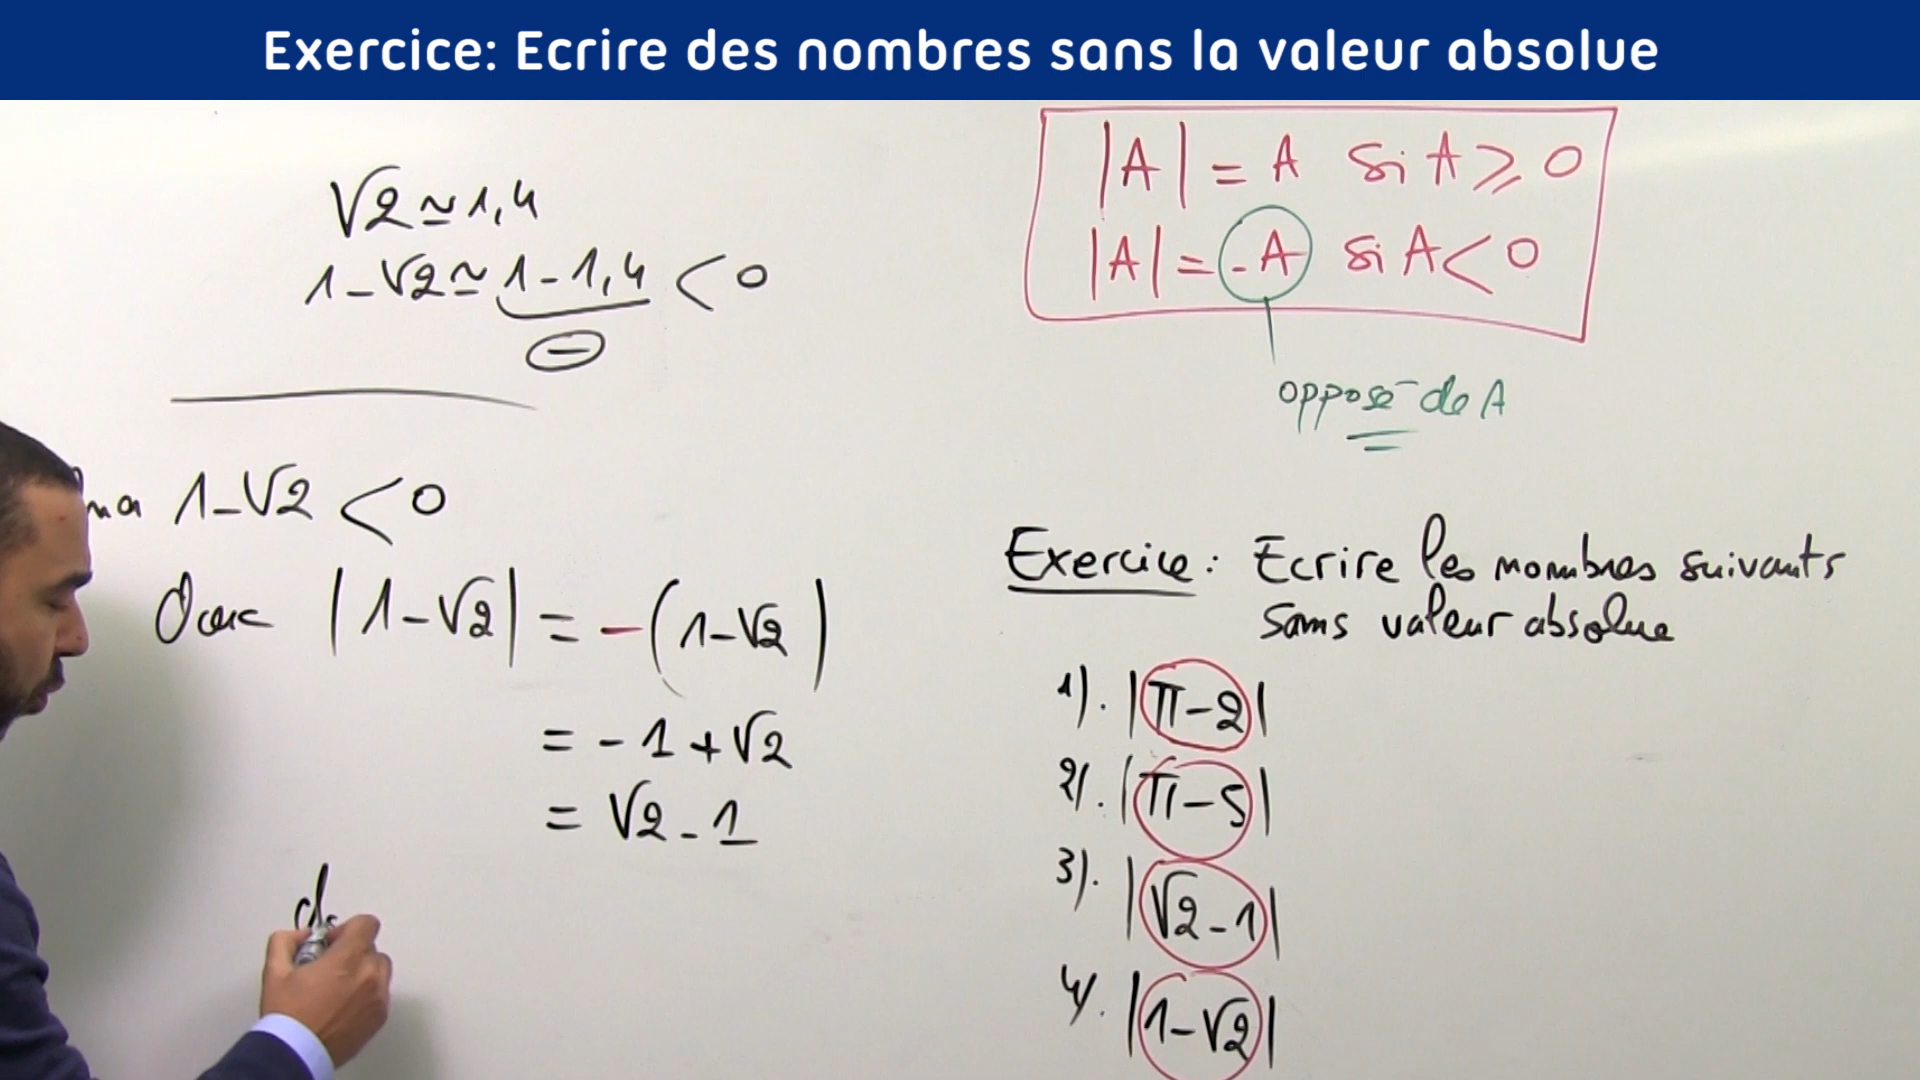 Exercice: Ecrire des nombres sans la valeur absolue
√2 ≃ 1,4
1-√2 ≃ 1-1,4 < 0
-
na 1-√2 < 0
Donc |1-√2| = -(1-√2)
= -1+√2
= √2-1
do
|A| = A si A ⩾ 0
|A| = -A si A < 0
opposé de A
Exercice : Ecrire les nombres suivants
sans valeur absolue
1). |π-2|
2). |π-5|
3). |√2-1|
4). |1-√2|